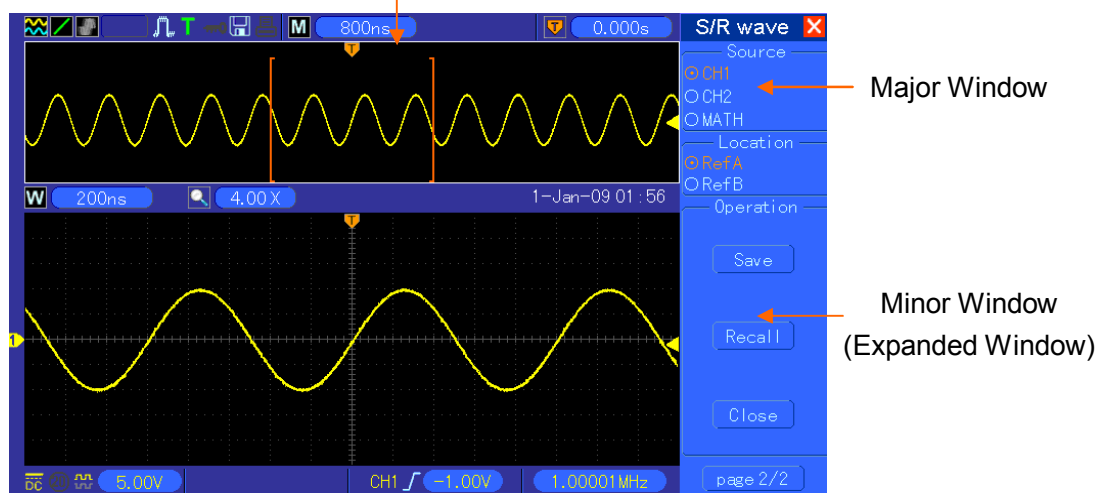 T M 800ns T 0.000s S/R wave X
T
Source
CH1
CH2
MATH
Major Window
Location
RefA
RefB
W 200ns 4.00X 1-Jan-09 01:56
Operation
T
Save
Minor Window
(Expanded Window)
1
Recall
Close
DC 5.00V CH1 -1.00V 1.00001MHz page 2/2